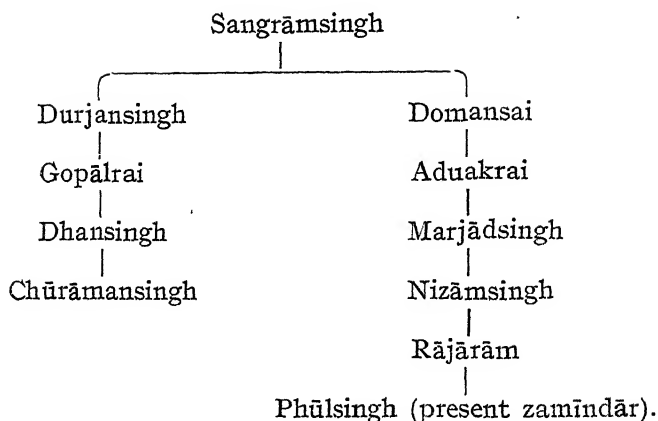 Sangrāmsingh
Durjansingh Domansai
Gopālrai Aduakrai
Dhansingh Marjādsingh
Chūrāmansingh Nizāmsingh
Rājārām
Phūlsingh (present zamīndār).